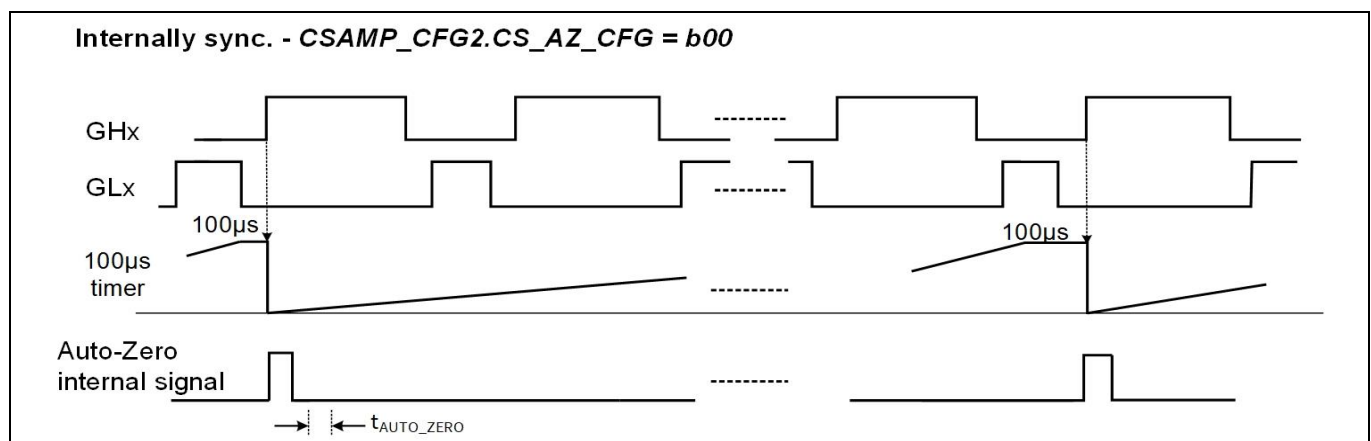 Internally sync. - CSAMP_CFG2.CS_AZ_CFG = b00
GHx
GLx
100µs
100µs
100µs
timer
Auto-Zero
internal signal
tAUTO_ZERO